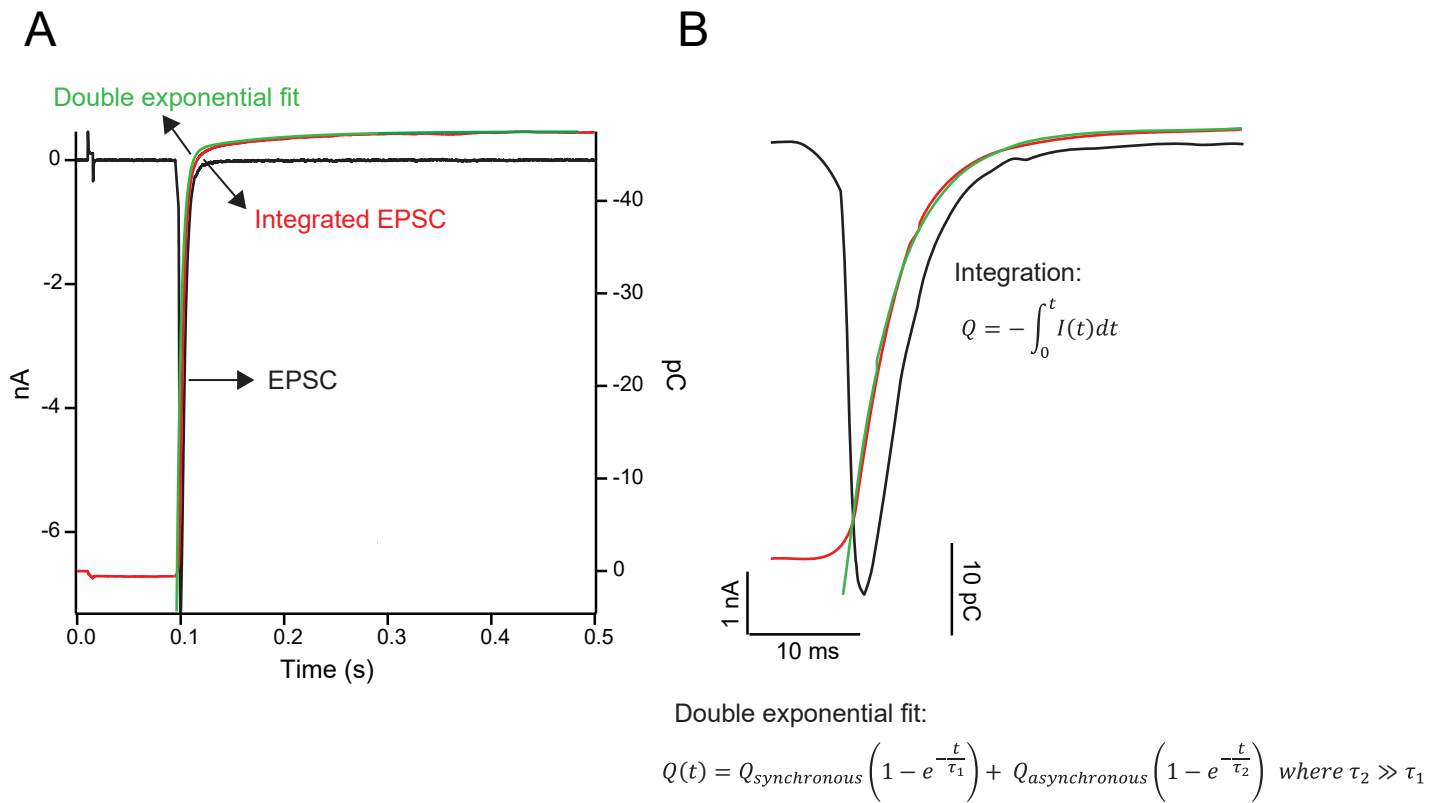 A
B
Double exponential fit
Integrated EPSC
EPSC
0
-2
-4
-6
nA
-40
-30
-20
-10
0
pC
0.0 0.1 0.2 0.3 0.4 0.5
Time (s)
Integration:
Q = − ∫₀ᵗ I(t)dt
1 nA
10 ms
10 pC
Double exponential fit:
Q(t) = Q_synchronous (1 − e^(−t/τ₁)) + Q_asynchronous (1 − e^(−t/τ₂)) where τ₂ ≫ τ₁